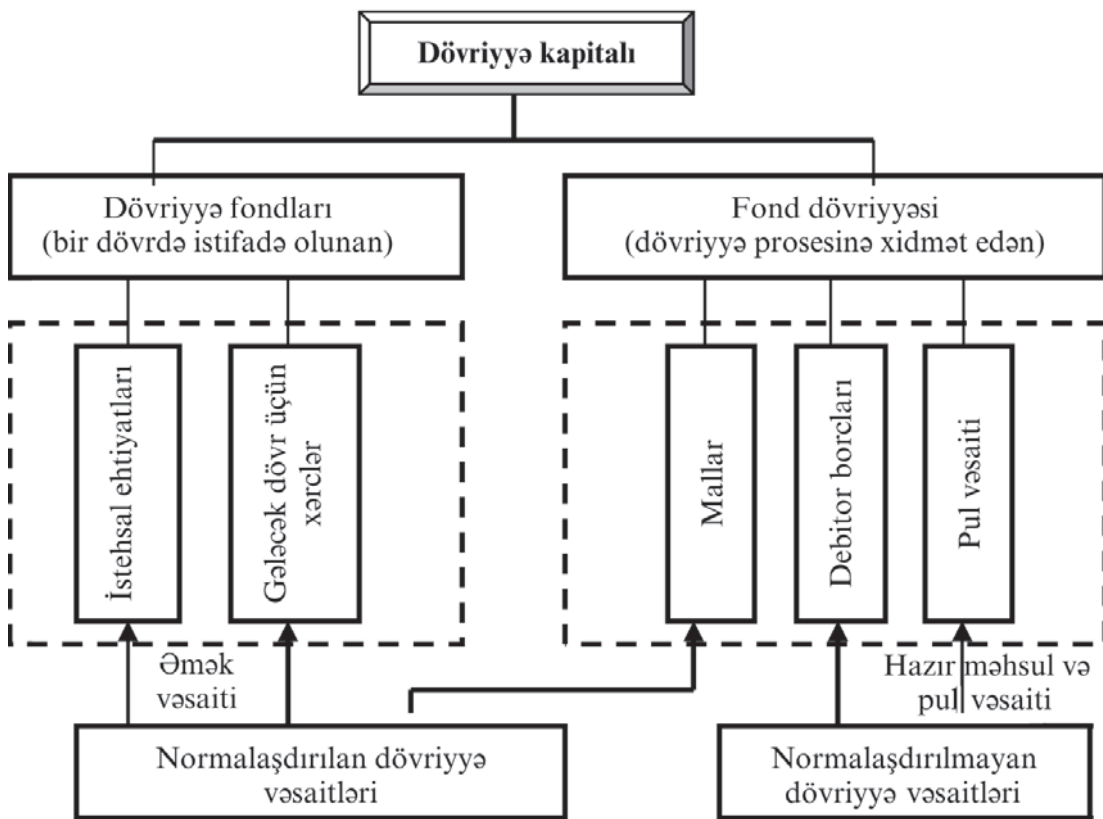 Dövriyyə kapitalı
Dövriyyə fondları
(bir dövrdə istifadə olunan)
Fond dövriyyəsi
(dövriyyə prosesinə xidmət edən)
İstehsal ehtiyatları
Gələcək dövr üçün
xərclər
Mallar
Debitor borcları
Pul vəsaiti
Əmək
vəsaiti
Hazır məhsul və
pul vəsaiti
Normalaşdırılan dövriyyə
vəsaitləri
Normalaşdırılmayan
dövriyyə vəsaitləri